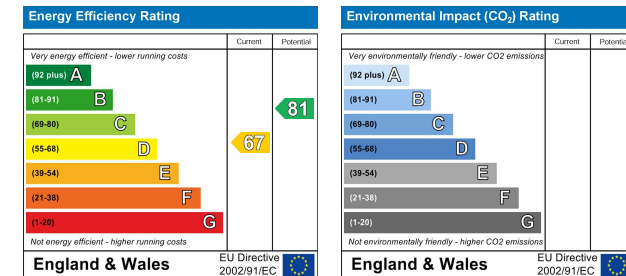 Energy Efficiency Rating
Current Potential
Very energy efficient - lower running costs
(92 plus) A
(81-91) B
(69-80) C
(55-68) D
(39-54) E
(21-38) F
(1-20) G
67
81
Not energy efficient - higher running costs
England & Wales
EU Directive
2002/91/EC
Environmental Impact (CO₂) Rating
Current Potential
Very environmentally friendly - lower CO2 emissions
(92 plus) A
(81-91) B
(69-80) C
(55-68) D
(39-54) E
(21-38) F
(1-20) G
Not environmentally friendly - higher CO2 emissions
England & Wales
EU Directive
2002/91/EC